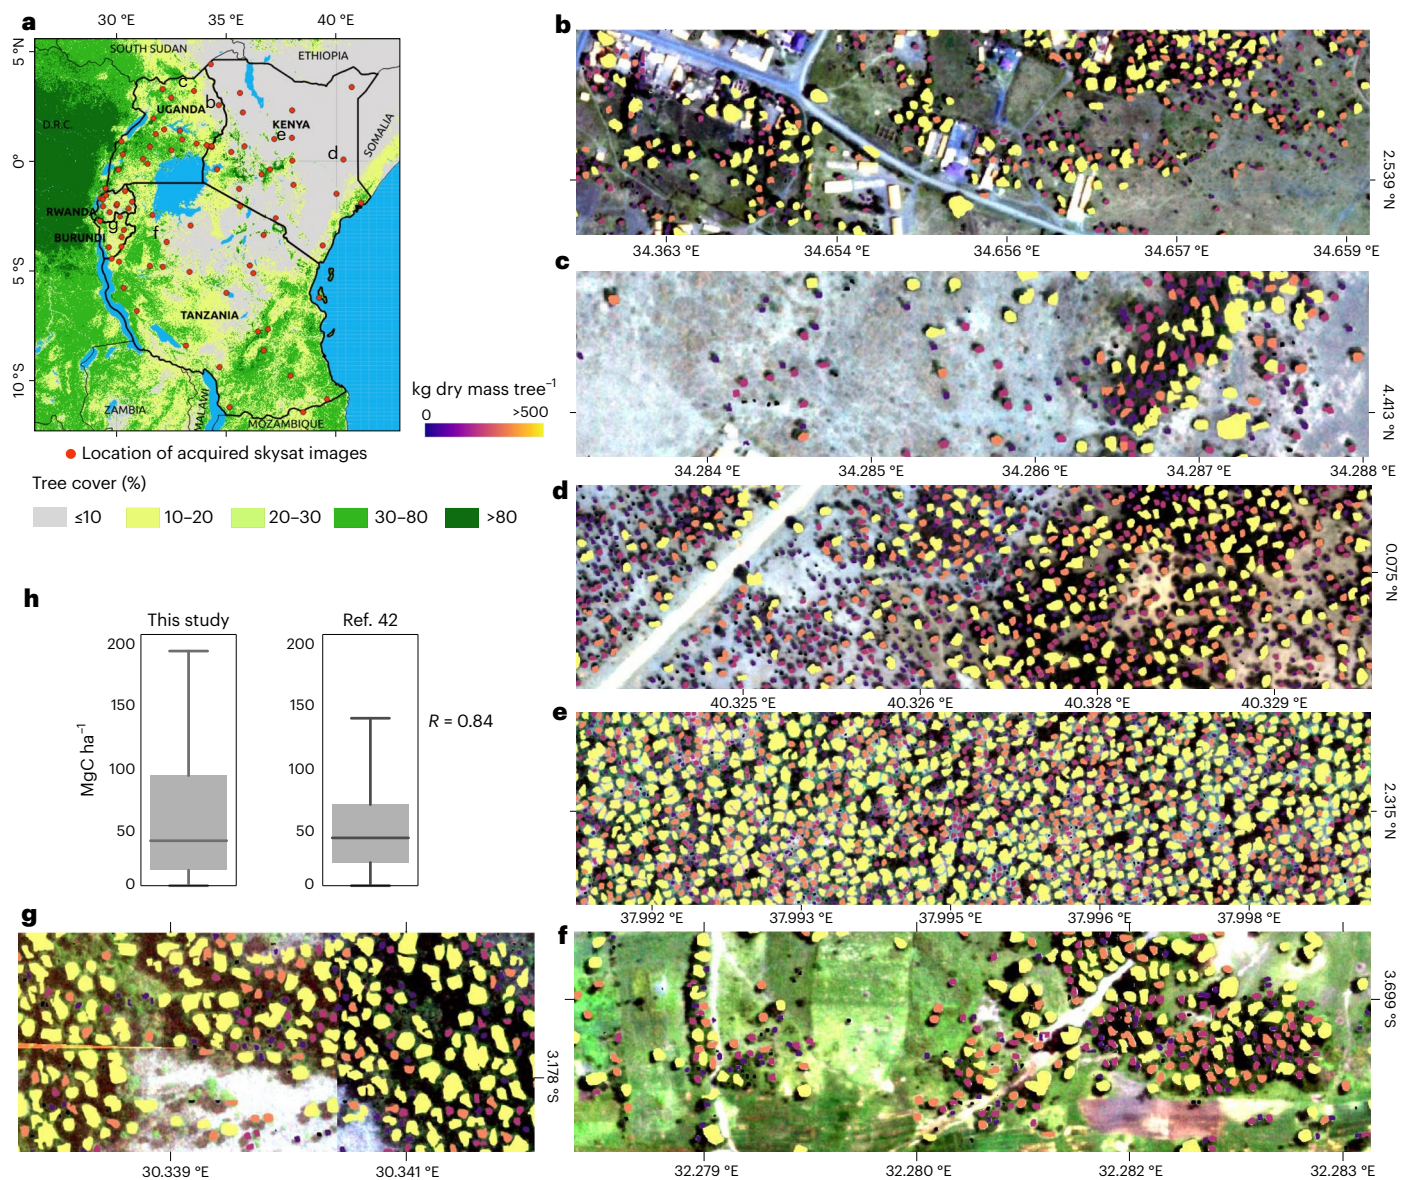 a
30 °E 35 °E 40 °E
5 °N
0°
5 °S
10 °S
SOUTH SUDAN
ETHIOPIA
D.R.C.
UGANDA
KENYA
SOMALIA
RWANDA
BURUNDI
TANZANIA
ZAMBIA
MALAWI
MOZAMBIQUE
c
b
e
d
g
f
kg dry mass tree⁻¹
0 >500
Location of acquired skysat images
Tree cover (%)
≤10 10–20 20–30 30–80 >80
b
2.539 °N
34.363 °E 34.654 °E 34.656 °E 34.657 °E 34.659 °E
c
4.413 °N
34.284 °E 34.285 °E 34.286 °E 34.287 °E 34.288 °E
d
0.075 °N
40.325 °E 40.326 °E 40.328 °E 40.329 °E
e
2.315 °N
37.992 °E 37.993 °E 37.995 °E 37.996 °E 37.998 °E
f
3.699 °S
32.279 °E 32.280 °E 32.282 °E 32.283 °E
g
3.178 °S
30.339°E 30.341 °E
h
This study Ref. 42
MgC ha⁻¹
200 200
150 150
100 100
50 50
0 0
R = 0.84